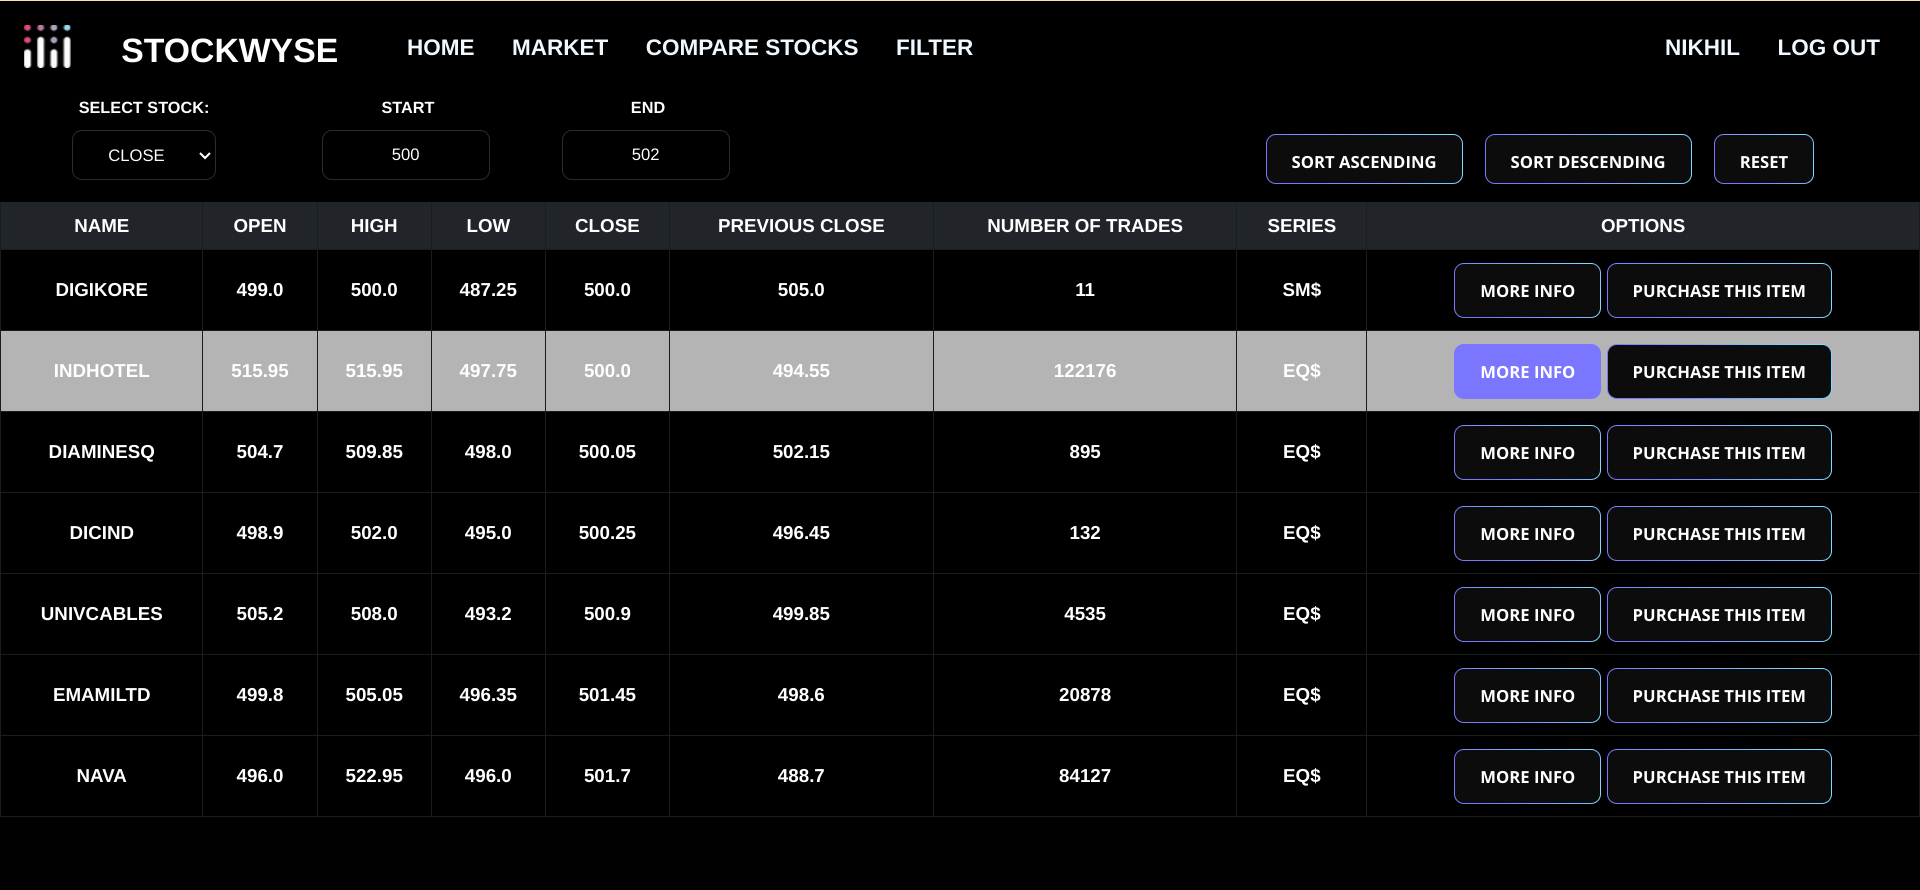 STOCKWYSE HOME MARKET COMPARE STOCKS FILTER NIKHIL LOG OUT
SELECT STOCK: START END
CLOSE 500 502 SORT ASCENDING SORT DESCENDING RESET
NAME OPEN HIGH LOW CLOSE PREVIOUS CLOSE NUMBER OF TRADES SERIES OPTIONS
DIGIKORE 499.0 500.0 487.25 500.0 505.0 11 SM$ MORE INFO PURCHASE THIS ITEM
INDHOTEL 515.95 515.95 497.75 500.0 494.55 122176 EQ$ MORE INFO PURCHASE THIS ITEM
DIAMINESQ 504.7 509.85 498.0 500.05 502.15 895 EQ$ MORE INFO PURCHASE THIS ITEM
DICIND 498.9 502.0 495.0 500.25 496.45 132 EQ$ MORE INFO PURCHASE THIS ITEM
UNIVCABLES 505.2 508.0 493.2 500.9 499.85 4535 EQ$ MORE INFO PURCHASE THIS ITEM
EMAMILTD 499.8 505.05 496.35 501.45 498.6 20878 EQ$ MORE INFO PURCHASE THIS ITEM
NAVA 496.0 522.95 496.0 501.7 488.7 84127 EQ$ MORE INFO PURCHASE THIS ITEM